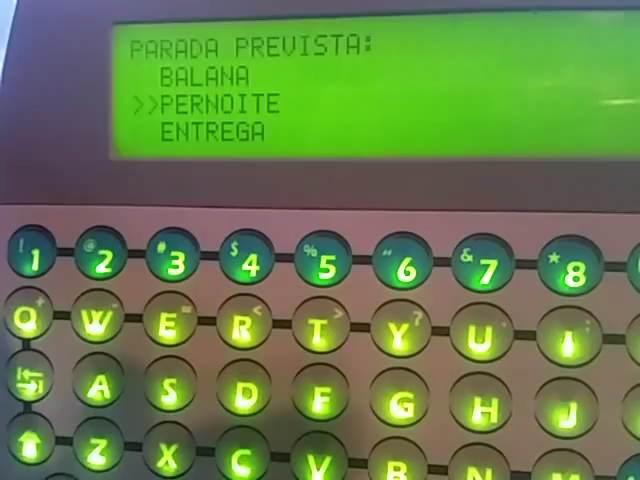 PARADA PREVISTA:
BALANA
>>PERNOITE
ENTREGA
! 1 @ 2 # 3 $ 4 % 5 " 6 & 7 * 8
Q + W - E = R < T > Y ? U . I :
A S D F G H J
Z X C V B N M